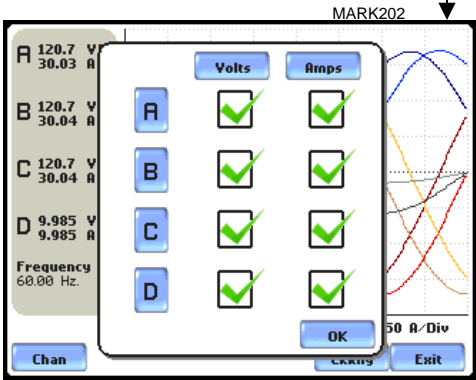 MARK202
A 120.7 V
30.03 A
B 120.7 V
30.04 A
C 120.7 V
30.04 A
D 9.985 V
9.985 A
Frequency
60.00 Hz.
Volts Amps
A
B
C
D
OK
50 A/Div
Chan
Exit